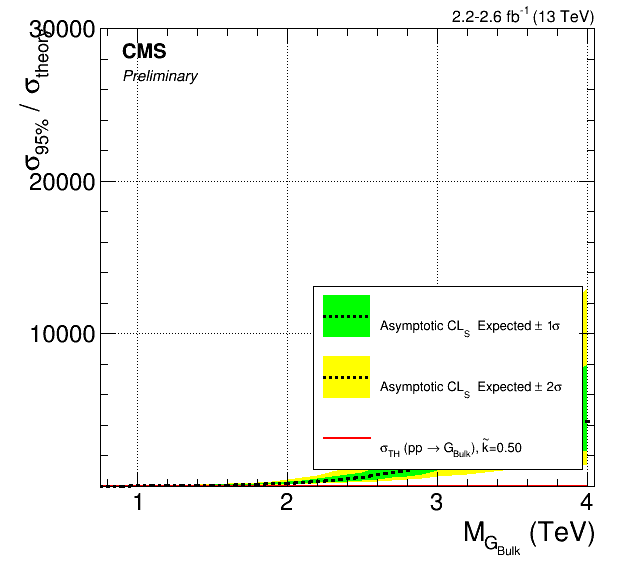 2.2-2.6 fb⁻¹ (13 TeV)
30000
CMS
Preliminary
σ95% / σtheory
20000
10000
Asymptotic CLS Expected ± 1σ
Asymptotic CLS Expected ± 2σ
σTH (pp → GBulk), k̃=0.50
1 2 3 4
MGBulk (TeV)